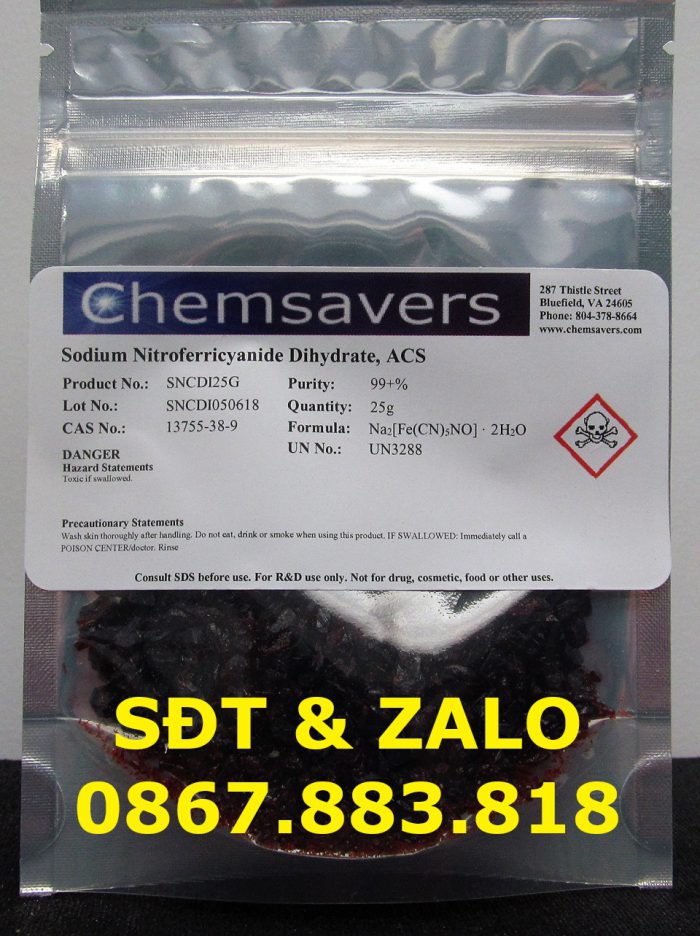 Chemsavers
287 Thistle Street
Bluefield, VA 24605
Phone: 804-378-8664
www.chemsavers.com
Sodium Nitroferricyanide Dihydrate, ACS
Product No.: SNCDI25G Purity: 99+%
Lot No.: SNCDI050618 Quantity: 25g
CAS No.: 13755-38-9 Formula: Na₂[Fe(CN)₅NO] · 2H₂O
UN No.: UN3288
DANGER
Hazard Statements
Toxic if swallowed.
Precautionary Statements
Wash skin thoroughly after handling. Do not eat, drink or smoke when using this product. IF SWALLOWED: Immediately call a
POISON CENTER/doctor. Rinse
Consult SDS before use. For R&D use only. Not for drug, cosmetic, food or other uses.
SĐT & ZALO
0867.883.818